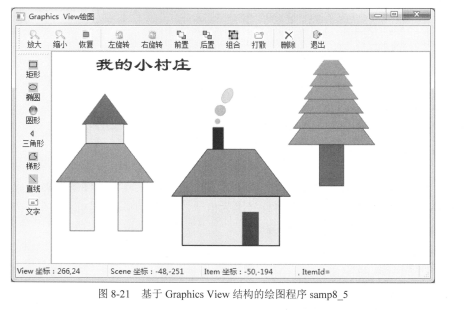 Graphics View绘图
放大 缩小 恢复 左旋转 右旋转 前置 后置 组合 打散 删除 退出
我的小村庄
矩形
椭圆
圆形
三角形
梯形
直线
文字
View 坐标：266,24 Scene 坐标：-48,-251 Item 坐标：-50,-194 , ItemId=
图 8-21 基于 Graphics View 结构的绘图程序 samp8_5